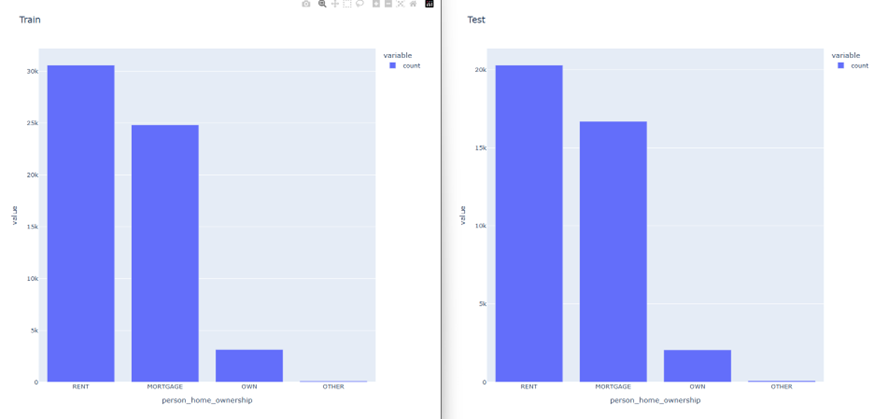 Train
variable
count
30k
25k
20k
15k
10k
5k
0
value
RENT
MORTGAGE
OWN
OTHER
person_home_ownership
Test
variable
count
20k
15k
10k
5k
0
value
RENT
MORTGAGE
OWN
OTHER
person_home_ownership